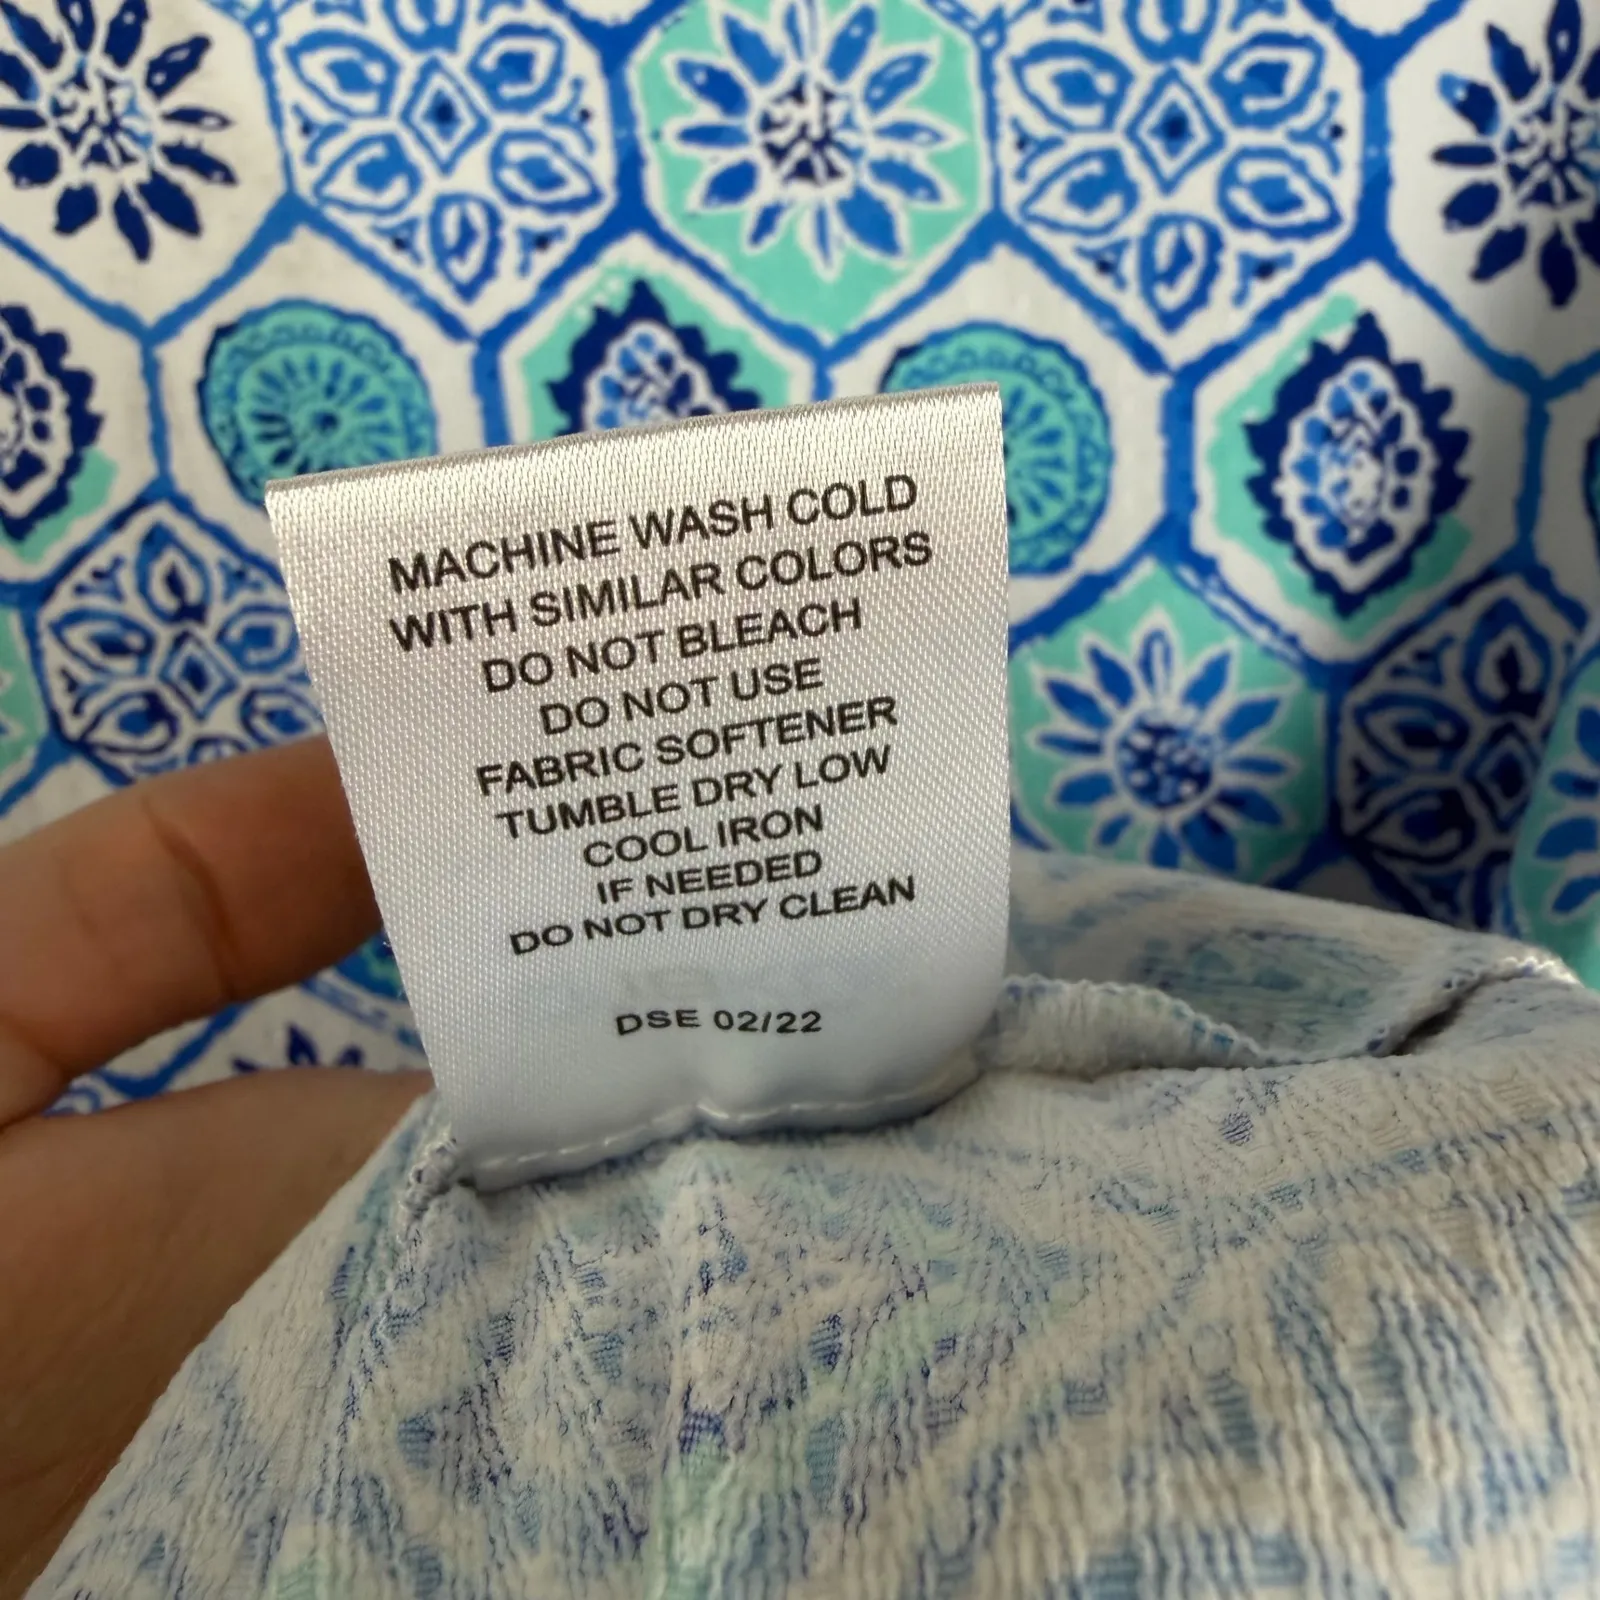 MACHINE WASH COLD
WITH SIMILAR COLORS
DO NOT BLEACH
DO NOT USE
FABRIC SOFTENER
TUMBLE DRY LOW
COOL IRON
IF NEEDED
DO NOT DRY CLEAN
DSE 02/22